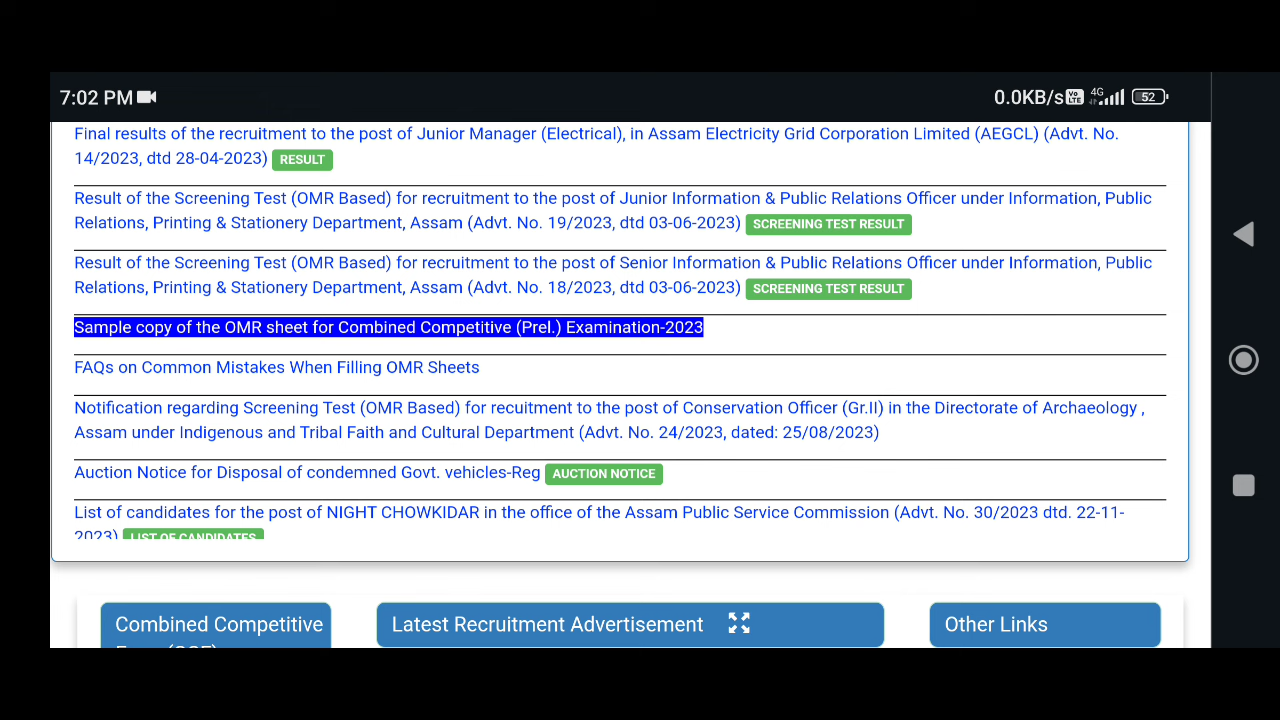 7:02 PM
0.0KB/s Vo LTE 4G 52
Final results of the recruitment to the post of Junior Manager (Electrical), in Assam Electricity Grid Corporation Limited (AEGCL) (Advt. No.
14/2023, dtd 28-04-2023) RESULT
Result of the Screening Test (OMR Based) for recruitment to the post of Junior Information & Public Relations Officer under Information, Public
Relations, Printing & Stationery Department, Assam (Advt. No. 19/2023, dtd 03-06-2023) SCREENING TEST RESULT
Result of the Screening Test (OMR Based) for recruitment to the post of Senior Information & Public Relations Officer under Information, Public
Relations, Printing & Stationery Department, Assam (Advt. No. 18/2023, dtd 03-06-2023) SCREENING TEST RESULT
Sample copy of the OMR sheet for Combined Competitive (Prel.) Examination-2023
FAQs on Common Mistakes When Filling OMR Sheets
Notification regarding Screening Test (OMR Based) for recuitment to the post of Conservation Officer (Gr.II) in the Directorate of Archaeology ,
Assam under Indigenous and Tribal Faith and Cultural Department (Advt. No. 24/2023, dated: 25/08/2023)
Auction Notice for Disposal of condemned Govt. vehicles-Reg AUCTION NOTICE
List of candidates for the post of NIGHT CHOWKIDAR in the office of the Assam Public Service Commission (Advt. No. 30/2023 dtd. 22-11-
2023) LIST OF CANDIDATES
Combined Competitive
Latest Recruitment Advertisement
Other Links